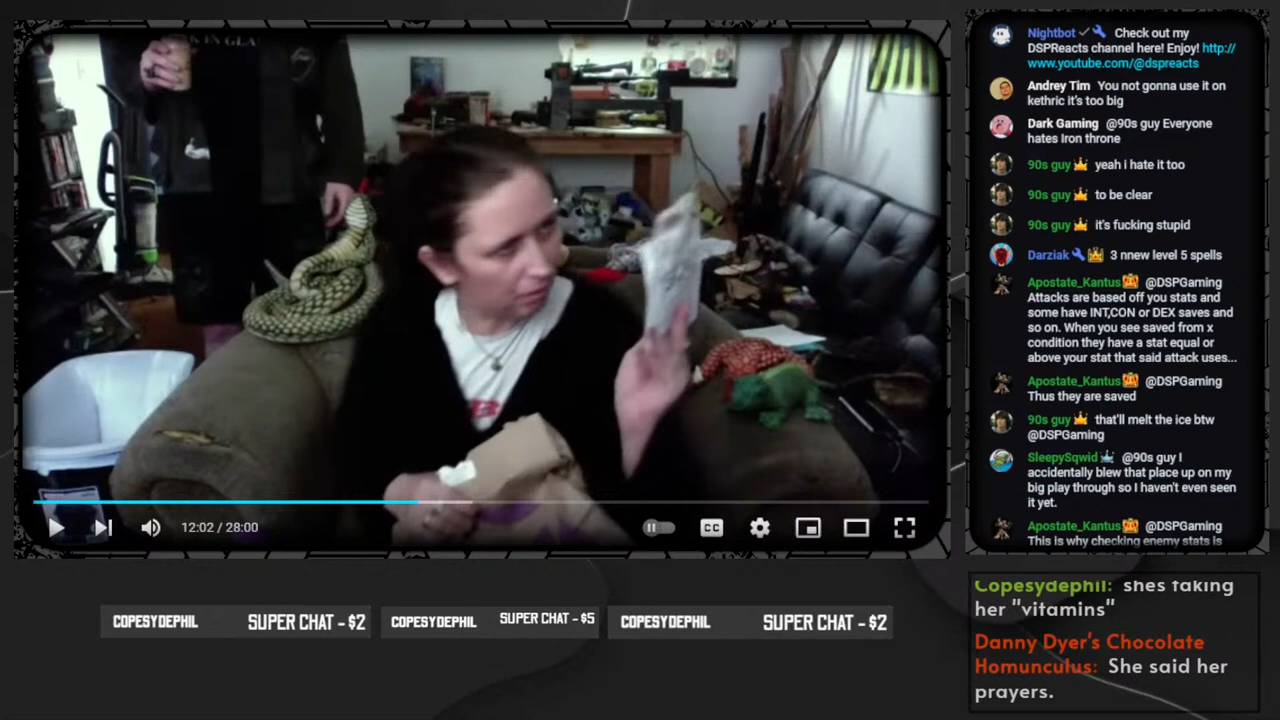 Nightbot Check out my
DSPReacts channel here! Enjoy! http://
www.youtube.com/@dspreacts
Andrey Tim You not gonna use it on
kethric it's too big
Dark Gaming @90s guy Everyone
hates Iron throne
90s guy yeah i hate it too
90s guy to be clear
90s guy it's fucking stupid
Darziak 3 nnew level 5 spells
Apostate_Kantus @DSPGaming
Attacks are based off you stats and
some have INT,CON or DEX saves and
so on. When you see saved from x
condition they have a stat equal or
above your stat that said attack uses...
Apostate_Kantus @DSPGaming
Thus they are saved
90s guy that'll melt the ice btw
@DSPGaming
SleepySqwid @90s guy I
accidentally blew that place up on my
big play through so I haven't even seen
it yet.
Apostate_Kantus @DSPGaming
This is why checking enemy stats is
12:02 / 28:00
CC
COPESYDEPHIL SUPER CHAT - $2
COPESYDEPHIL SUPER CHAT - $5
COPESYDEPHIL SUPER CHAT - $2
Copesydephil: shes taking
her "vitamins"
Danny Dyer's Chocolate
Homunculus: She said her
prayers.